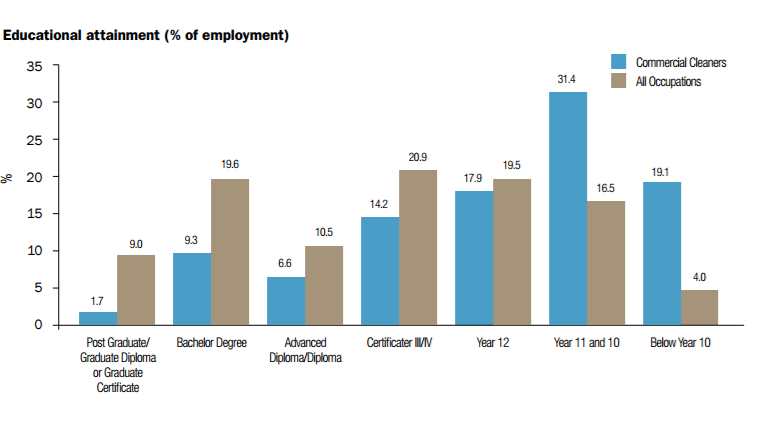 Educational attainment (% of employment)
Commercial Cleaners
All Occupations
%
35
30
25
20
15
10
5
0
1.7
9.0
9.3
19.6
6.6
10.5
14.2
20.9
17.9
19.5
31.4
16.5
19.1
4.0
Post Graduate/
Graduate Diploma
or Graduate
Certificate
Bachelor Degree
Advanced
Diploma/Diploma
Certificater III/IV
Year 12
Year 11 and 10
Below Year 10